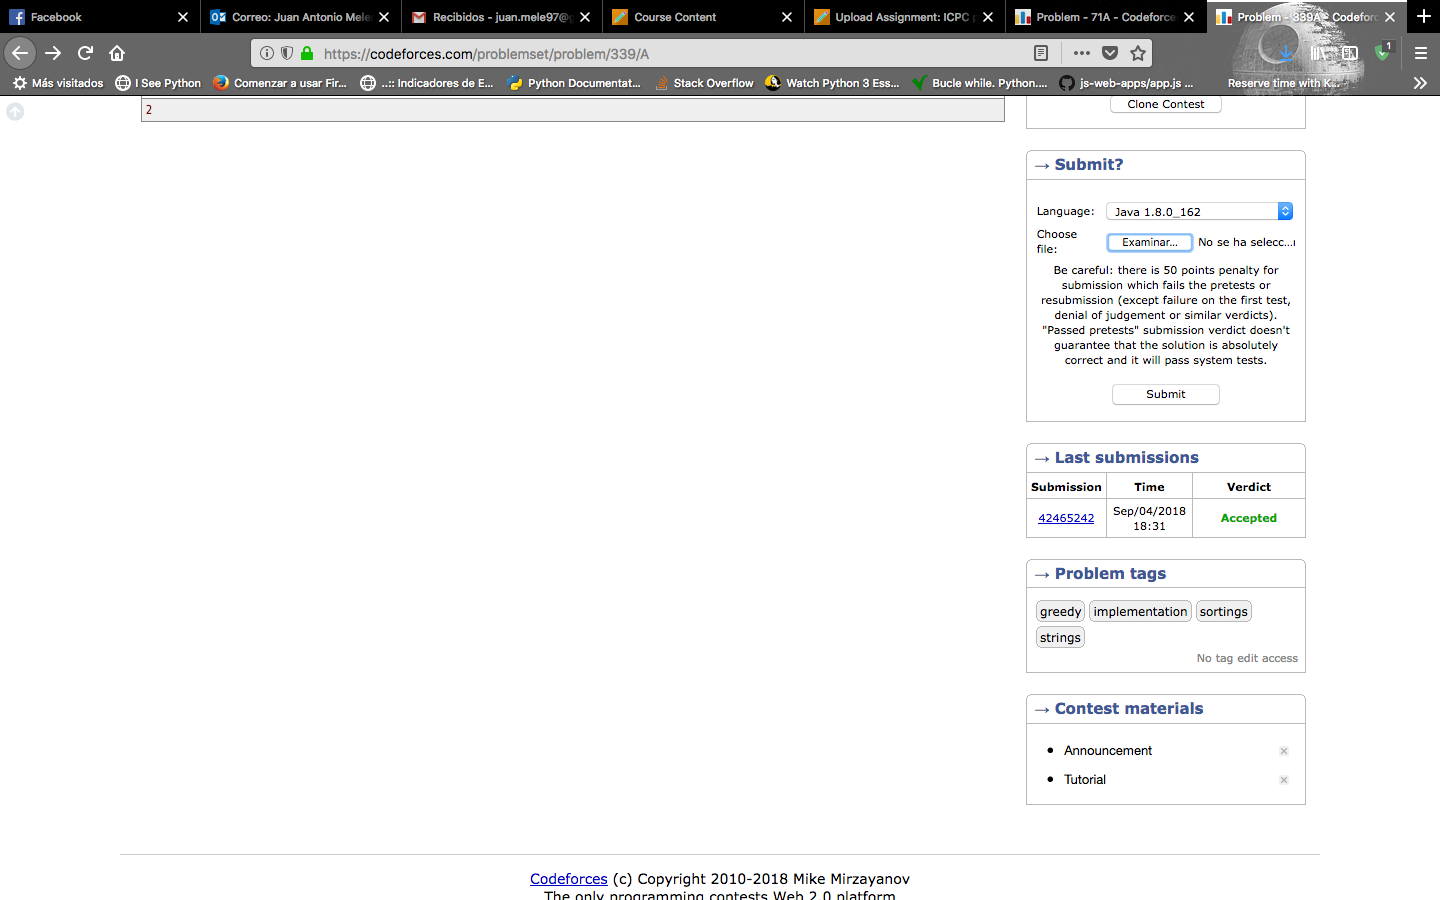 Facebook
Correo: Juan Antonio Mele
Recibidos - juan.mele97@g
Course Content
Upload Assignment: ICPC p
Problem - 71A - Codeforce
Problem - 339A - Codeforc
https://codeforces.com/problemset/problem/339/A
1
Más visitados
I See Python
Comenzar a usar Fir...
..:: Indicadores de E...
Python Documentat...
Stack Overflow
Watch Python 3 Ess...
Bucle while. Python....
js-web-apps/app.js ...
Reserve time with K...
2
Clone Contest
→ Submit?
Language:
Java 1.8.0_162
Choose
file:
Examinar...
No se ha selecc...
Be careful: there is 50 points penalty for
submission which fails the pretests or
resubmission (except failure on the first test,
denial of judgement or similar verdicts).
"Passed pretests" submission verdict doesn't
guarantee that the solution is absolutely
correct and it will pass system tests.
Submit
→ Last submissions
Submission Time Verdict
42465242
Sep/04/2018
18:31
Accepted
→ Problem tags
greedy implementation sortings
strings
No tag edit access
→ Contest materials
Announcement
Tutorial
Codeforces (c) Copyright 2010-2018 Mike Mirzayanov
The only programming contests Web 2.0 platform